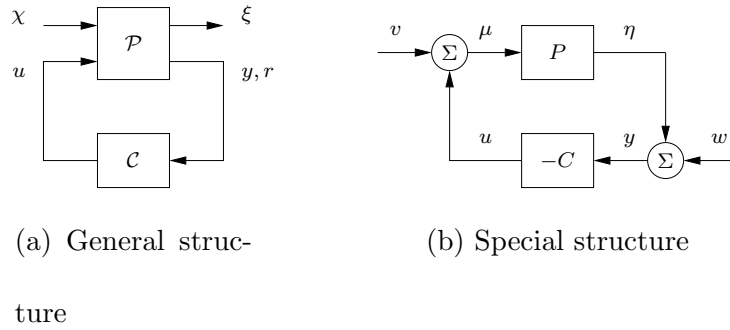 χ
ξ
𝒫
u
y, r
𝒞
v
Σ
μ
P
η
u
−C
y
Σ
w
(a) General struc-
ture
(b) Special structure